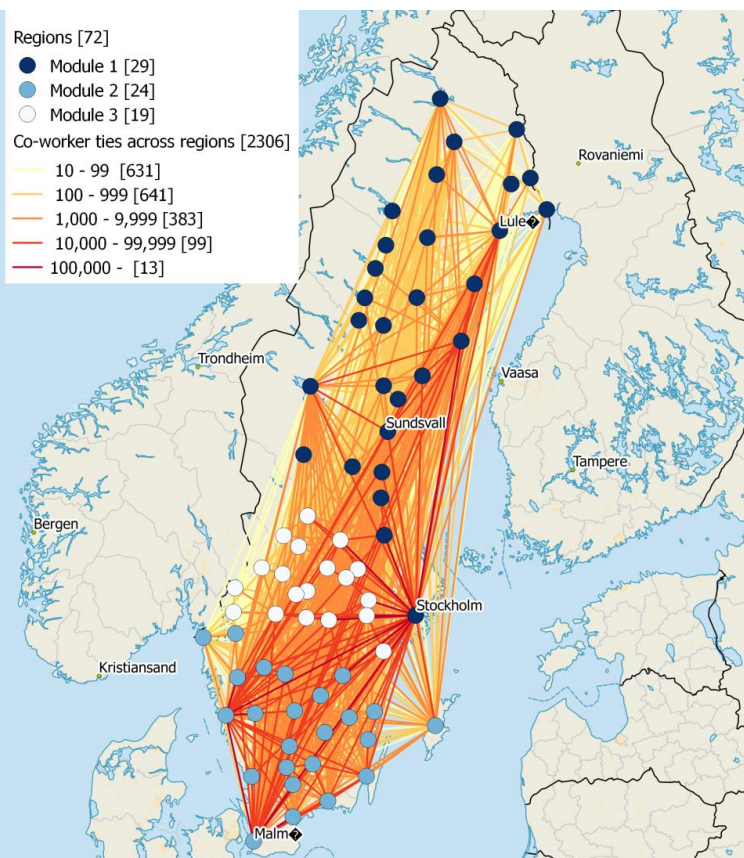 Regions [72]
Module 1 [29]
Module 2 [24]
Module 3 [19]
Co-worker ties across regions [2306]
10 - 99 [631]
100 - 999 [641]
1,000 - 9,999 [383]
10,000 - 99,999 [99]
100,000 - [13]
Rovaniemi
Lule�
Trondheim
Vaasa
Sundsvall
Tampere
Bergen
Stockholm
Kristiansand
Malm�